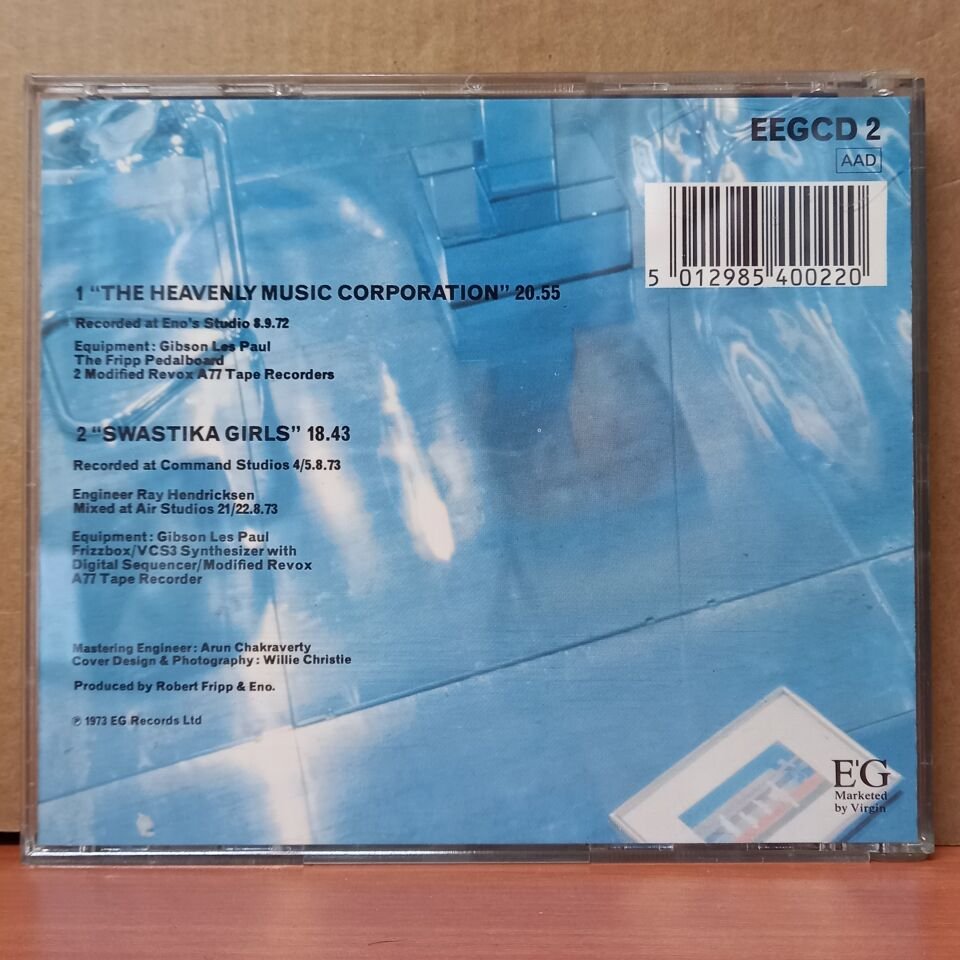 EEGCD 2
AAD
5 012985 400220
1 "THE HEAVENLY MUSIC CORPORATION" 20.55
Recorded at Eno's Studio 8.9.72
Equipment: Gibson Les Paul
The Fripp Pedalboard
2 Modified Revox A77 Tape Recorders
2 "SWASTIKA GIRLS" 18.43
Recorded at Command Studios 4/5.8.73
Engineer Ray Hendricksen
Mixed at Air Studios 21/22.8.73
Equipment: Gibson Les Paul
Frizzbox/VCS3 Synthesizer with
Digital Sequencer/Modified Revox
A77 Tape Recorder
Mastering Engineer: Arun Chakraverty
Cover Design & Photography: Willie Christie
Produced by Robert Fripp & Eno.
℗ 1973 EG Records Ltd
E'G
Marketed
by Virgin